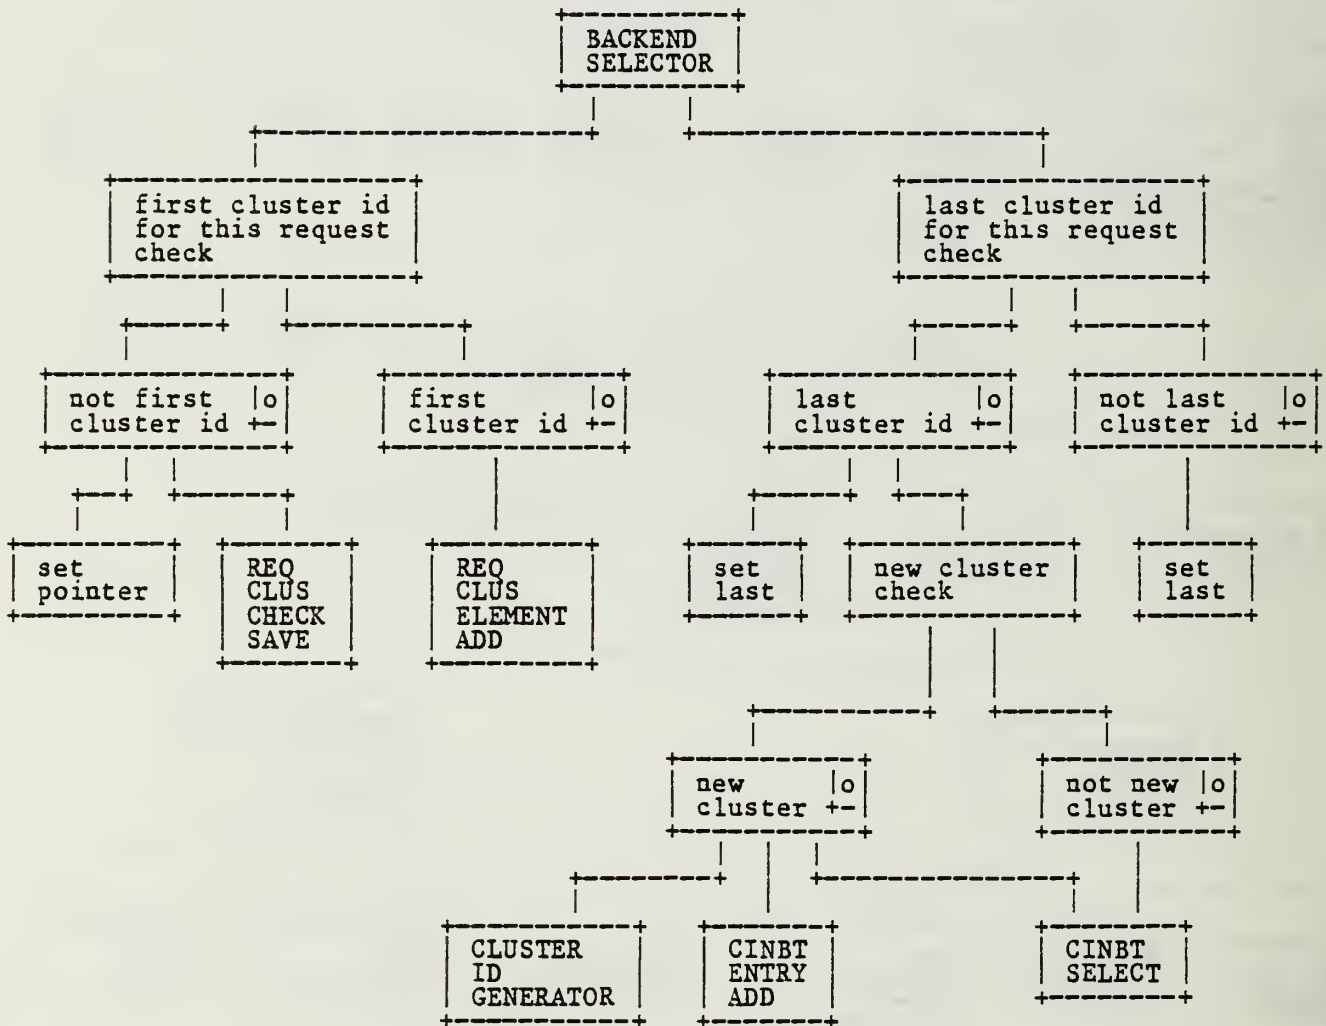 BACKEND
SELECTOR
first cluster id
for this request
check
last cluster id
for this request
check
not first o
cluster id
first o
cluster id
last o
cluster id
not last o
cluster id
set
pointer
REQ
CLUS
CHECK
SAVE
REQ
CLUS
ELEMENT
ADD
set
last
new cluster
check
set
last
new o
cluster
not new o
cluster
CLUSTER
ID
GENERATOR
CINBT
ENTRY
ADD
CINBT
SELECT